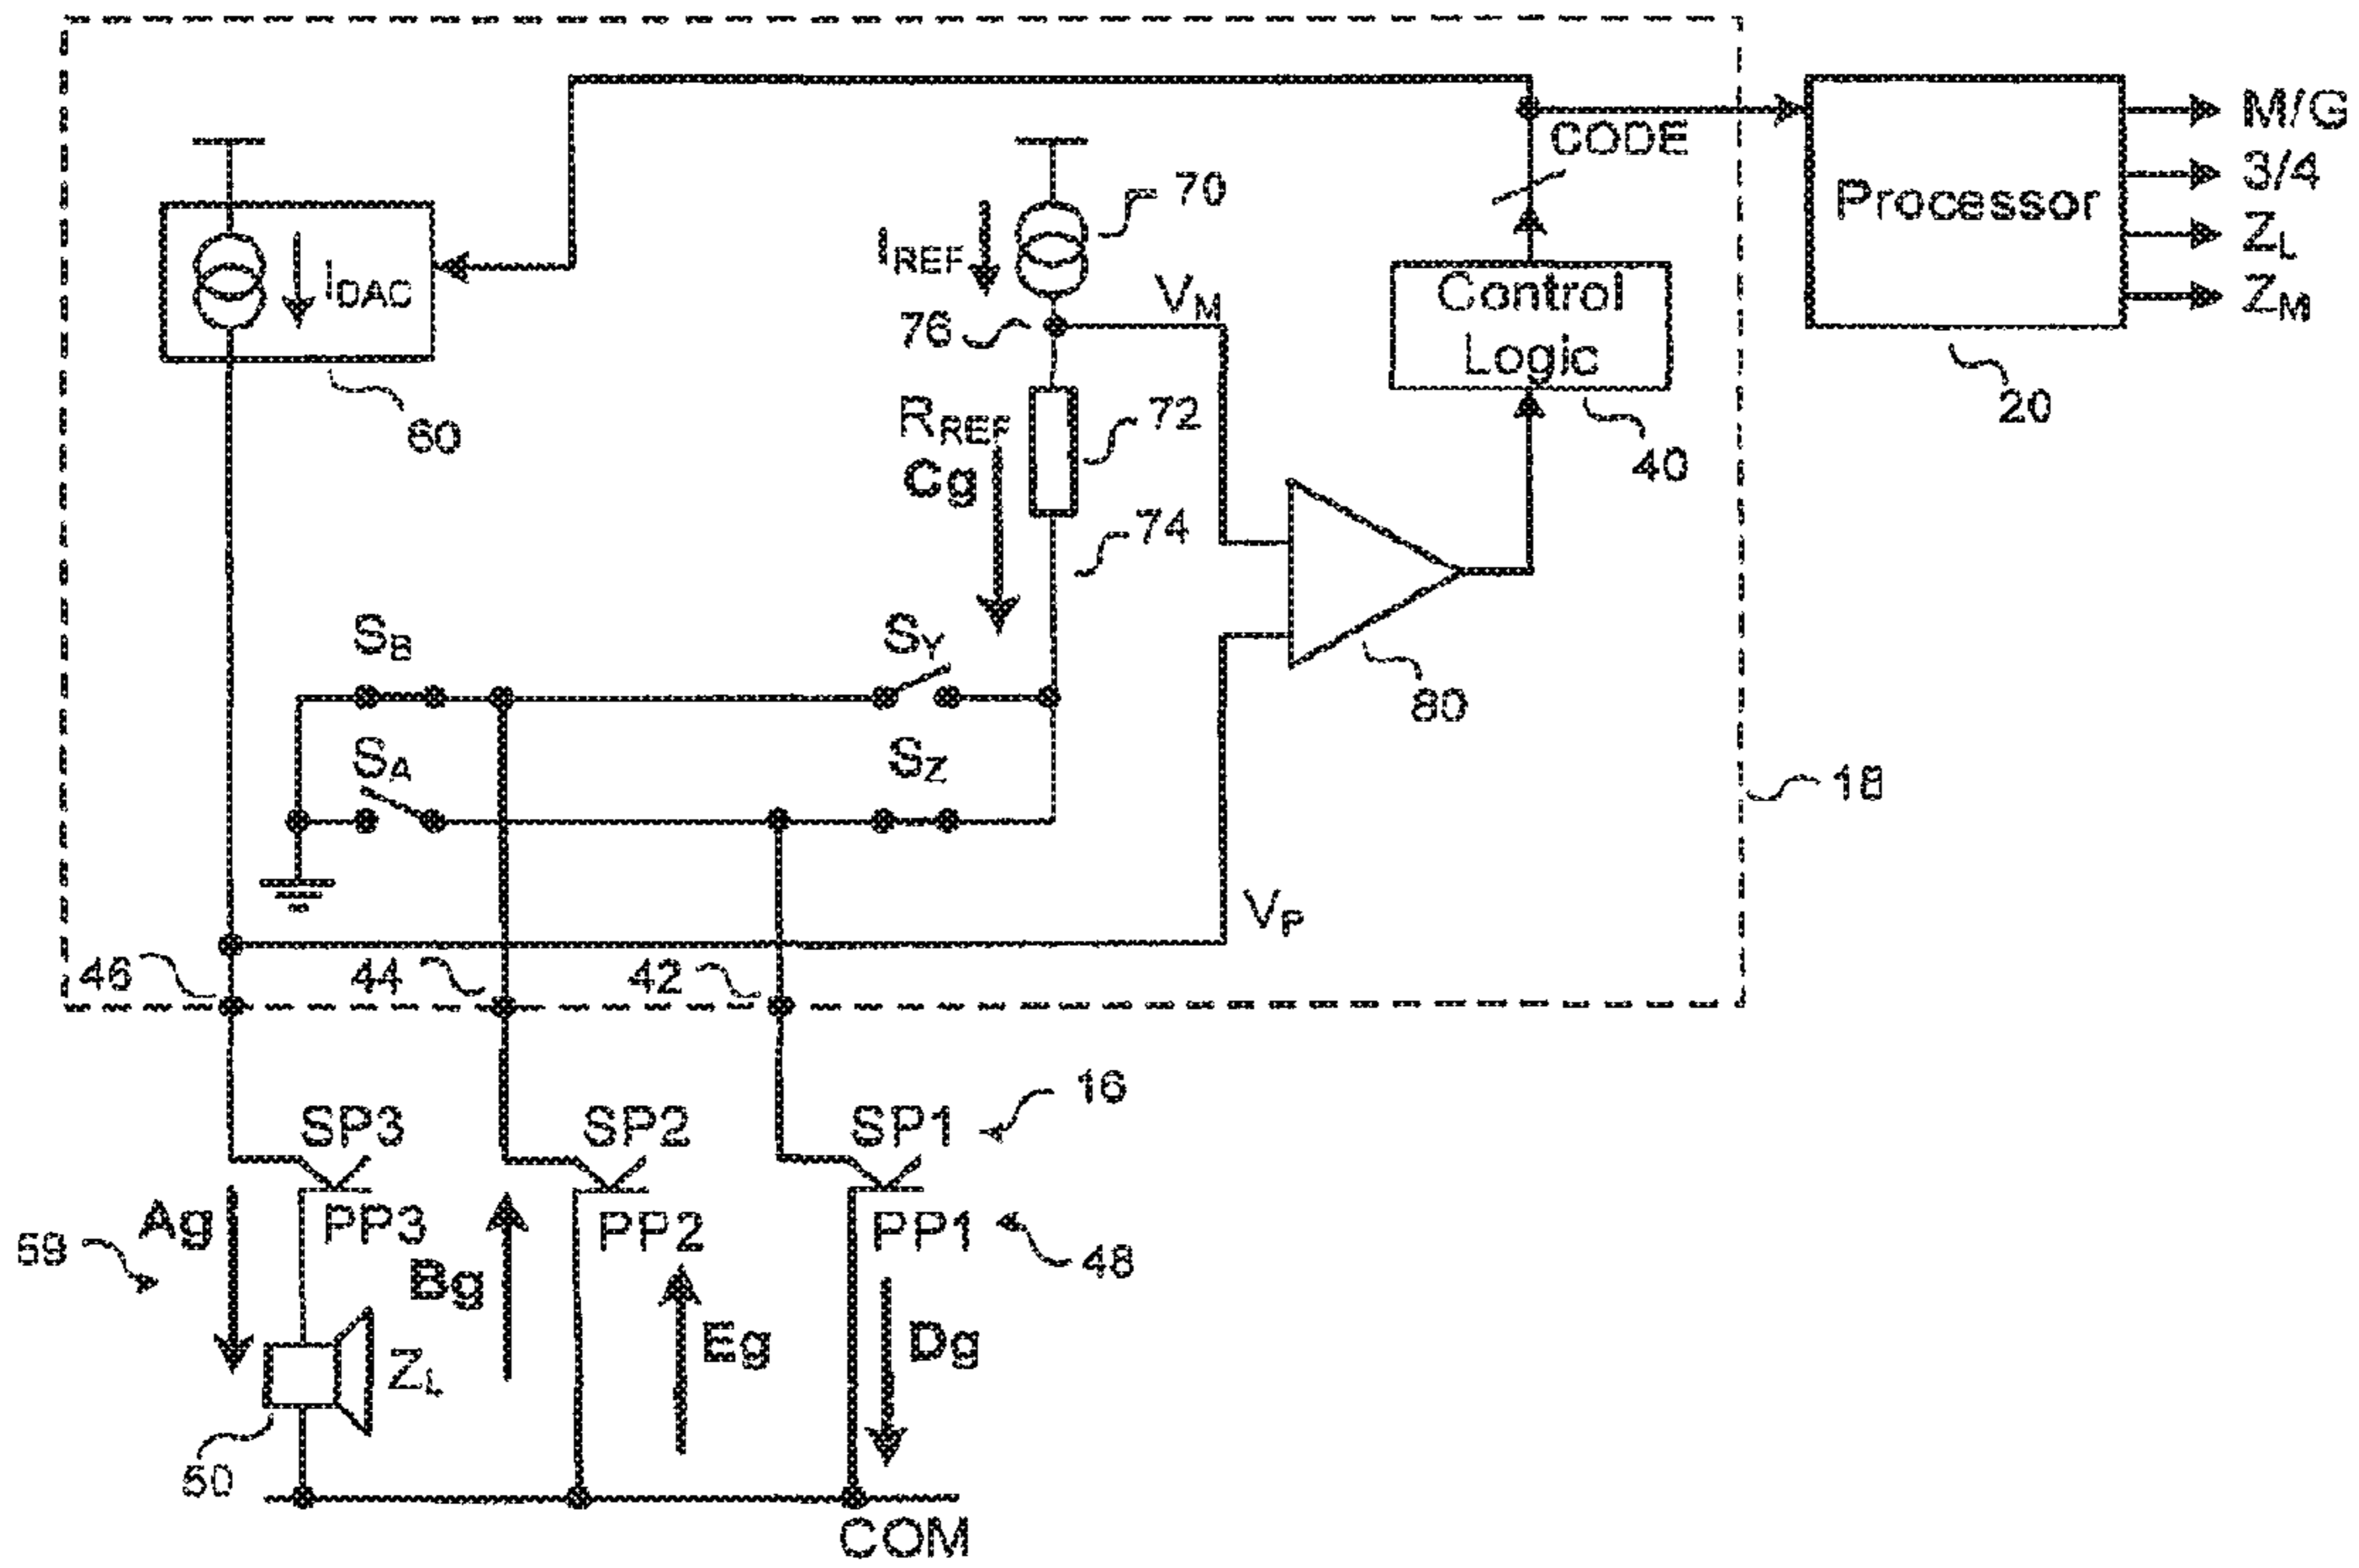 M/G
CODE
3/4
70
Processor
I_REF
Z_L
I_DAC
V_M
Control
Logic
Z_M
76
20
60
R_REF
72
40
Cg
74
S_B
S_Y
80
S_A
S_Z
18
V_P
46
44
42
16
SP3
SP2
SP1
Ag
PP3
PP2
PP1
69
Bg
48
Eg
Dg
Z_L
50
COM